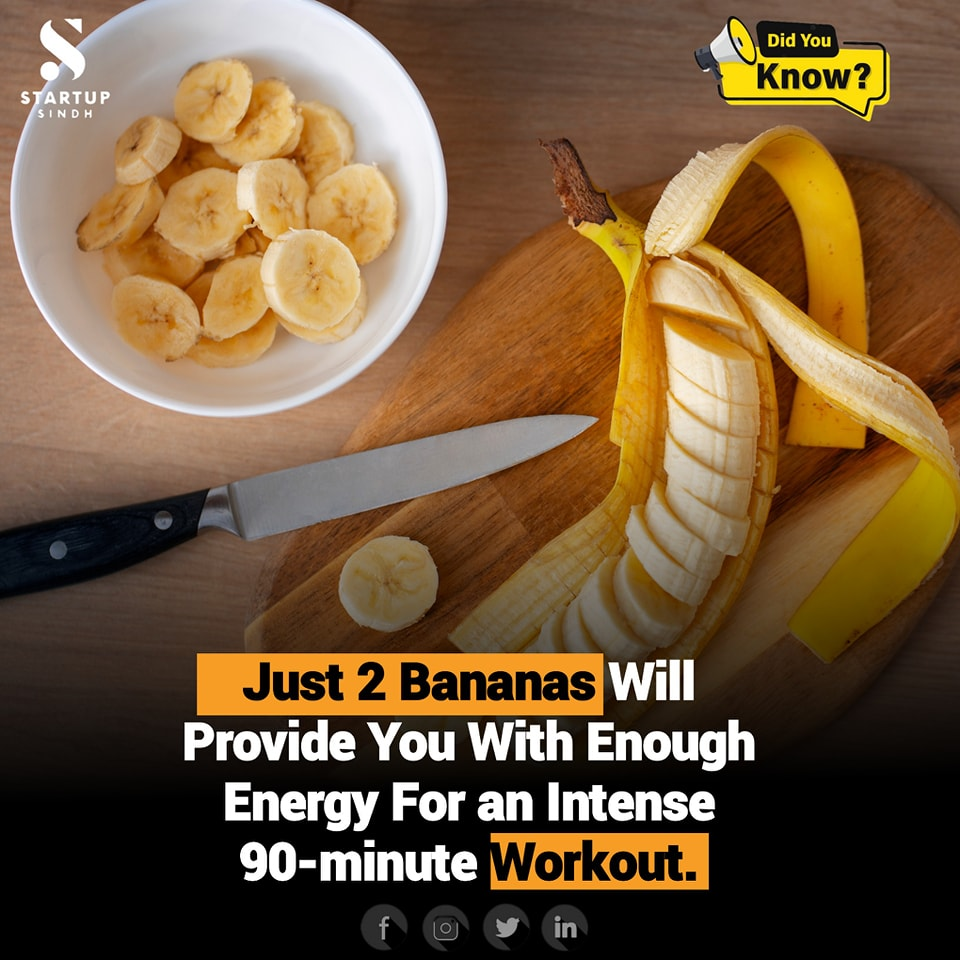 STARTUP
SINDH
Did You
Know?
Just 2 Bananas Will
Provide You With Enough
Energy For an Intense
90-minute Workout.